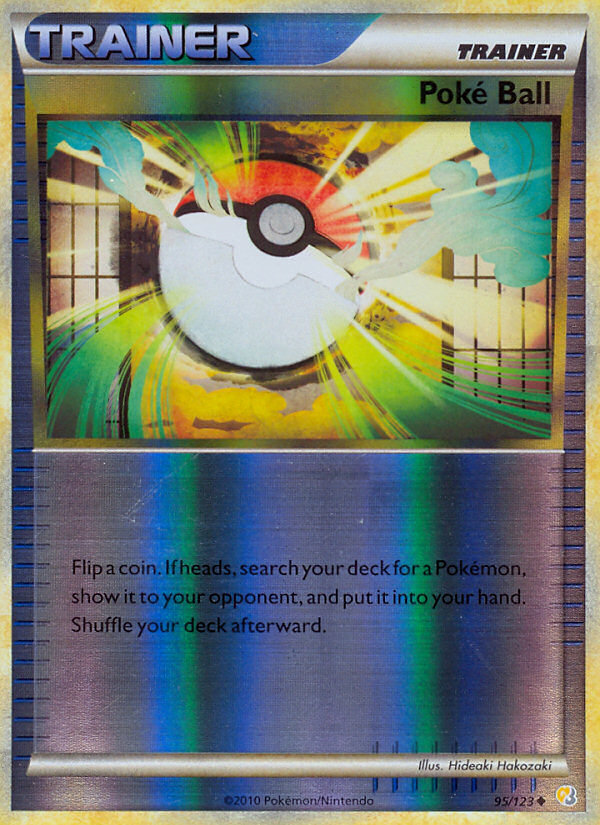 TRAINER
TRAINER
Poké Ball
Flip a coin. If heads, search your deck for a Pokémon,
show it to your opponent, and put it into your hand.
Shuffle your deck afterward.
Illus. Hideaki Hakozaki
©2010 Pokémon/Nintendo
95/123